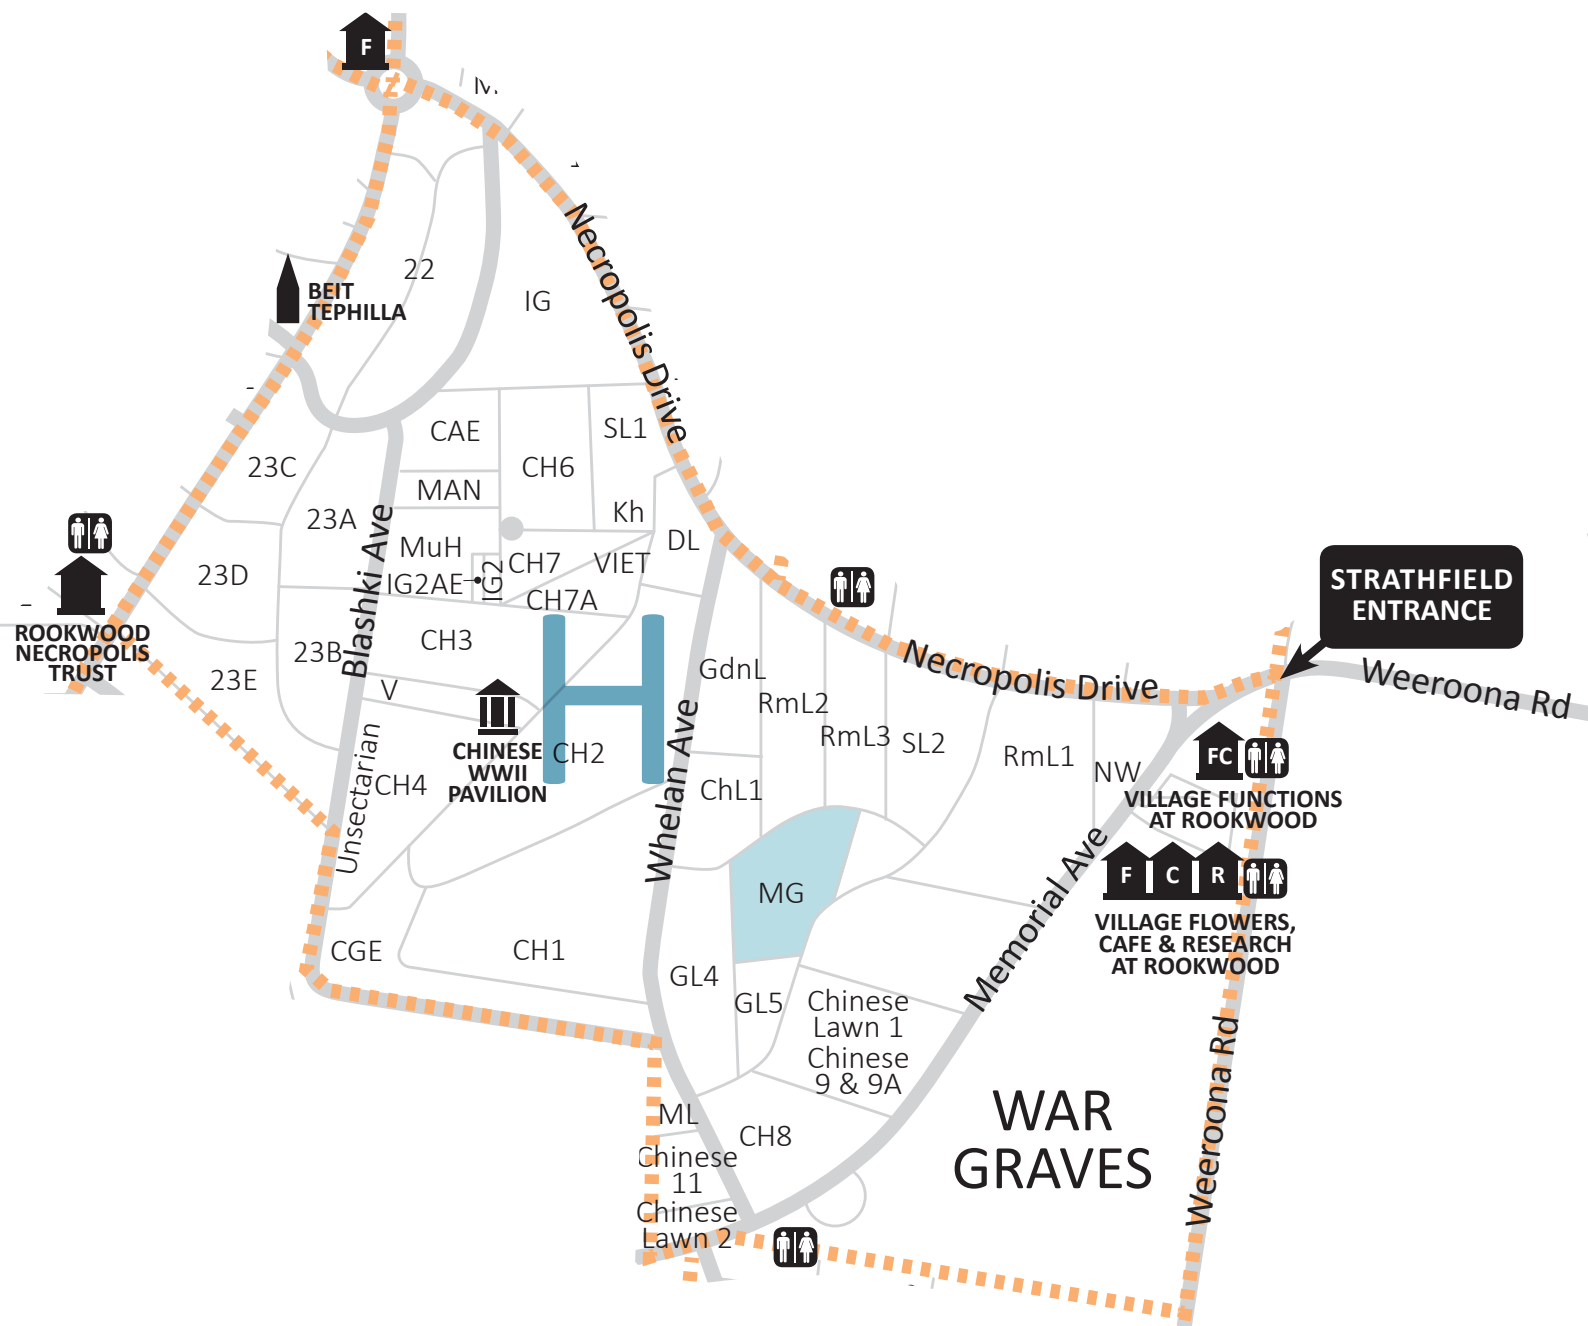 F
22
BEIT
TEPHILLA
IG
Necropolis Drive
CAE
SL1
23C
CH6
MAN
Kh
23A
Blashki Ave
MuH
DL
CH7
VIET
23D
IG2AE
IG2
CH7A
STRATHFIELD
ENTRANCE
ROOKWOOD
NECROPOLIS
TRUST
CH3
23B
23E
V
H
GdnL
RmL2
Necropolis Drive
Weeroona Rd
RmL3
SL2
RmL1
NW
CHINESE
WWII
PAVILION
CH2
Unsectarian
CH4
Whelan Ave
ChL1
FC
VILLAGE FUNCTIONS
AT ROOKWOOD
F
C
R
VILLAGE FLOWERS,
CAFE & RESEARCH
AT ROOKWOOD
MG
Memorial Ave
CGE
CH1
GL4
GL5
Chinese
Lawn 1
Chinese
9 & 9A
Weeroona Rd
WAR
GRAVES
ML
CH8
Chinese
11
Chinese
Lawn 2